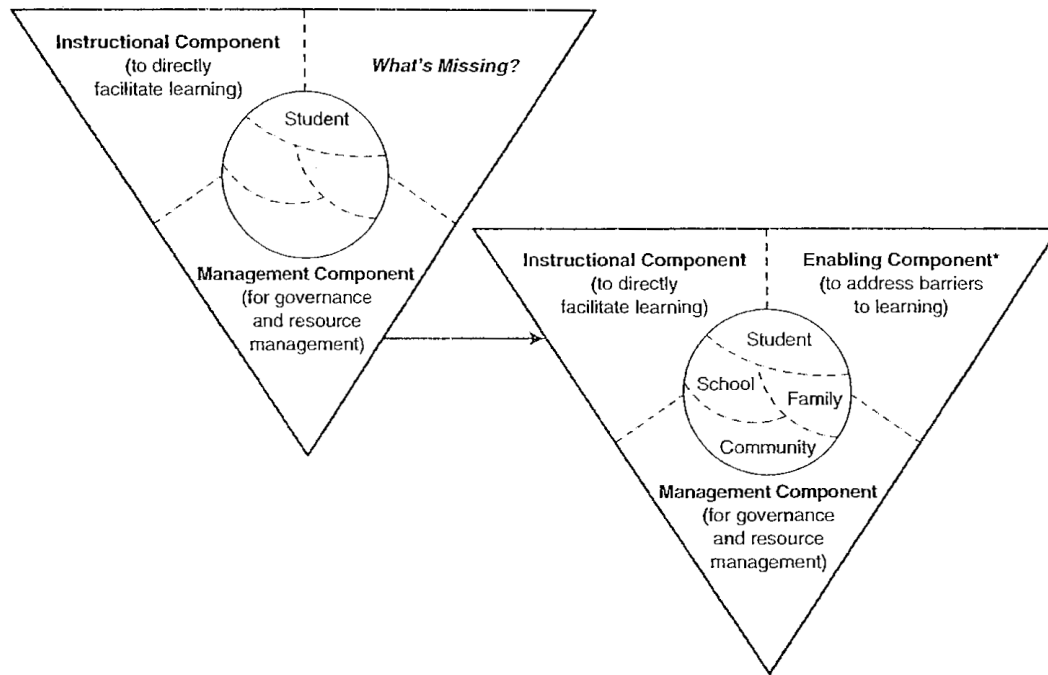 Instructional Component
(to directly
facilitate learning)
What's Missing?
Student
Management Component
(for governance
and resource
management)
Instructional Component
(to directly
facilitate learning)
Enabling Component*
(to address barriers
to learning)
Student
School
Family
Community
Management Component
(for governance
and resource
management)